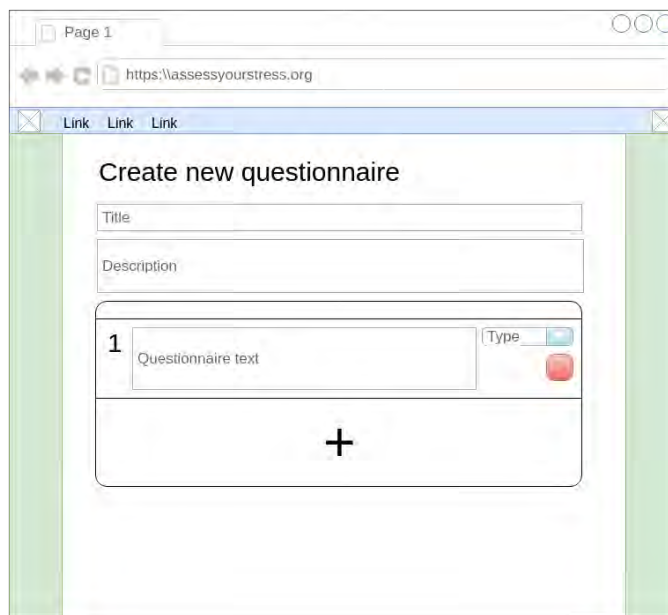 Page 1
https:\\assessyourstress.org
Link Link Link
Create new questionnaire
Title
Description
1
Questionnaire text
Type
+